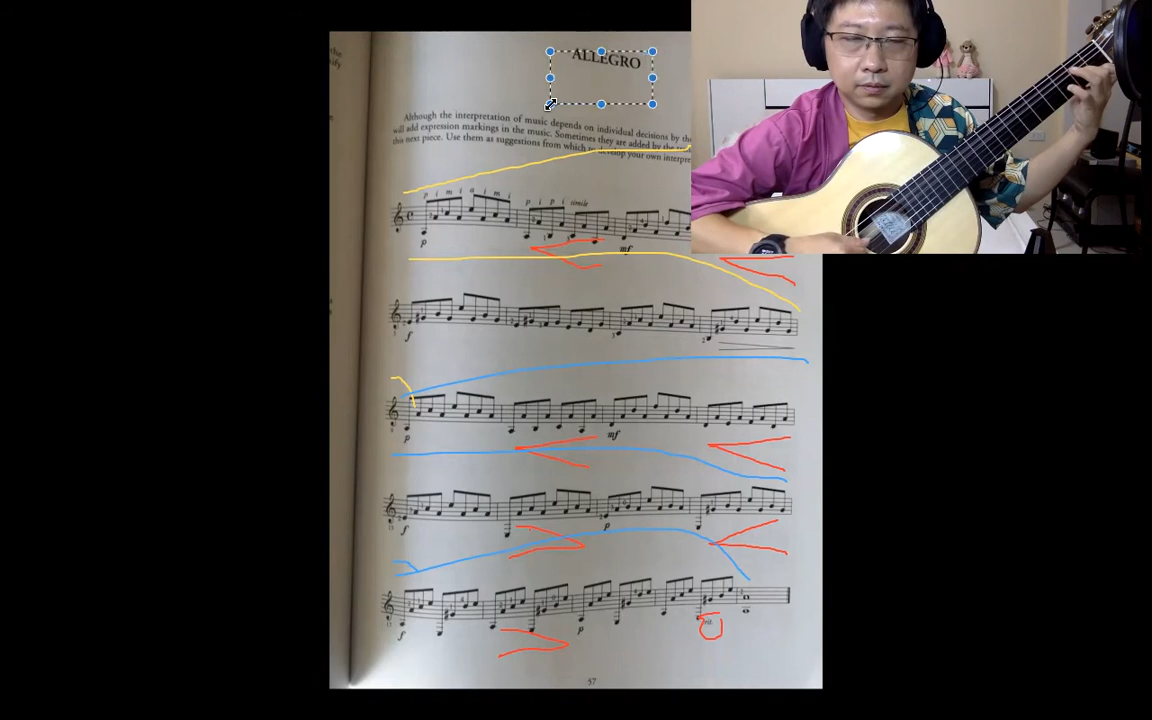 ALLEGRO
Although the interpretation of music depends on individual decisions by the
will add expression markings in the music. Sometimes they are added by the
this next piece. Use them as suggestions from which to develop your own interpre
p i m i a i m i p i p i simile
p mf
f
p mf
f p
f p rit.
57